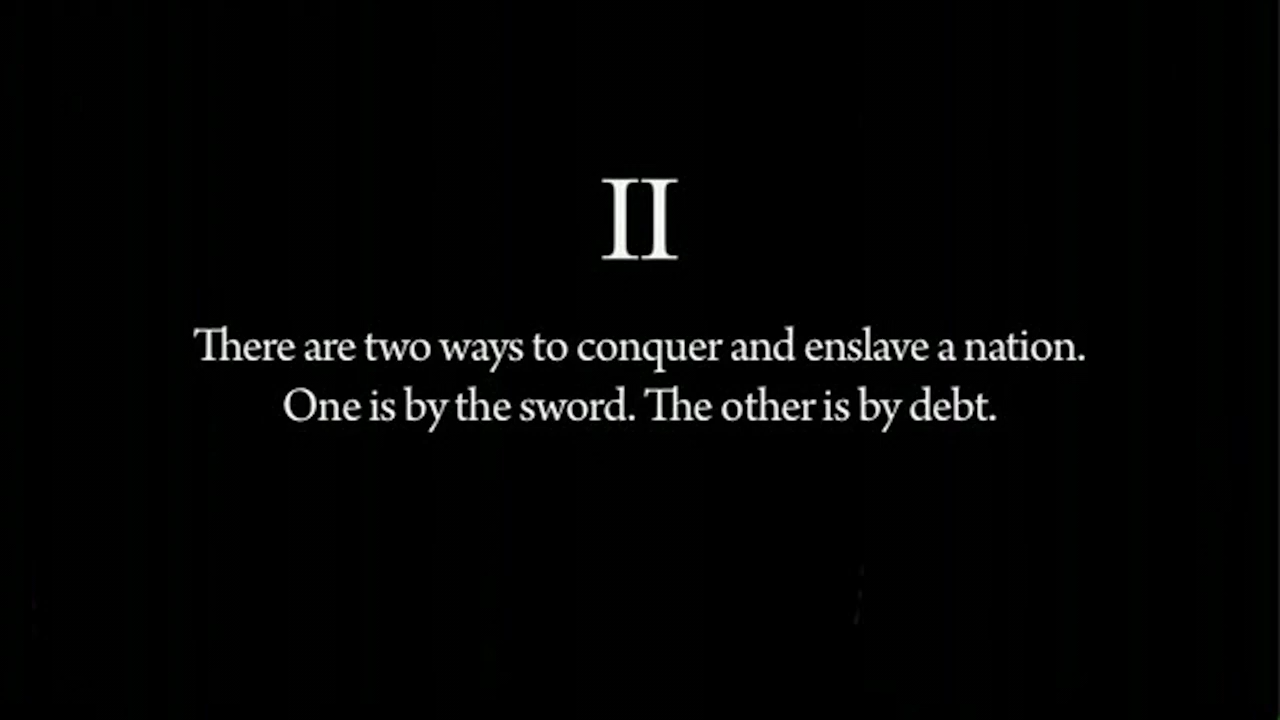 II
There are two ways to conquer and enslave a nation.
One is by the sword. The other is by debt.